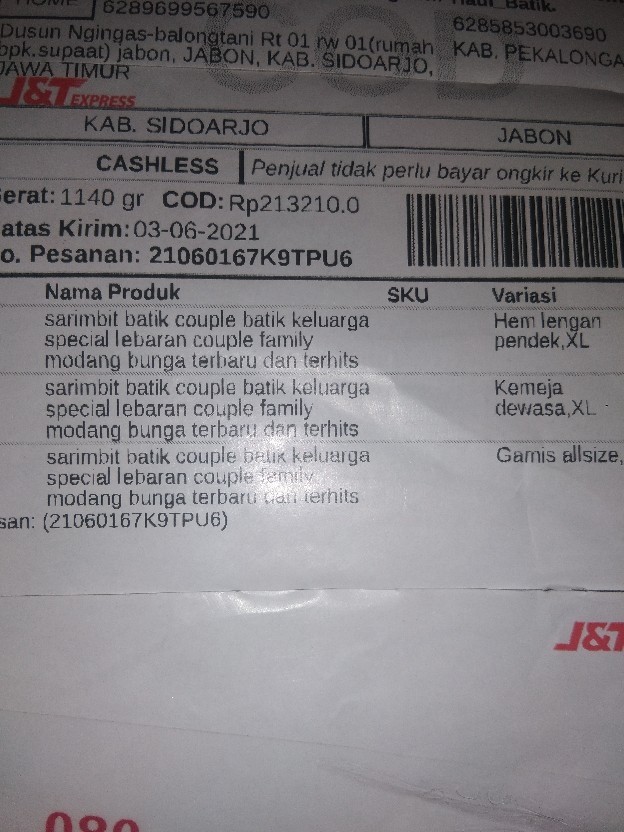 HOME 6289699567590
Batik.
6285853003690
Dusun Ngingas-balongtani Rt 01 rw 01(rumah
bpk.supaat) jabon, JABON, KAB. SIDOARJO,
JAWA TIMUR
KAB. PEKALONGA
COD
J&T EXPRESS
KAB. SIDOARJO
JABON
CASHLESS Penjual tidak perlu bayar ongkir ke Kuri
Berat: 1140 gr COD: Rp213210.0
atas Kirim: 03-06-2021
o. Pesanan: 21060167K9TPU6
Nama Produk SKU Variasi
sarimbit batik couple batik keluarga Hem lengan
special lebaran couple family pendek,XL
modang bunga terbaru dan terhits
sarimbit batik couple batik keluarga Kemeja
special lebaran couple family dewasa,XL
modang bunga terbaru dan terhits
sarimbit batik couple batik keluarga Gamis allsize,
special lebaran couple family
modang bunga terbaru dan terhits
san: (21060167K9TPU6)
J&T
080